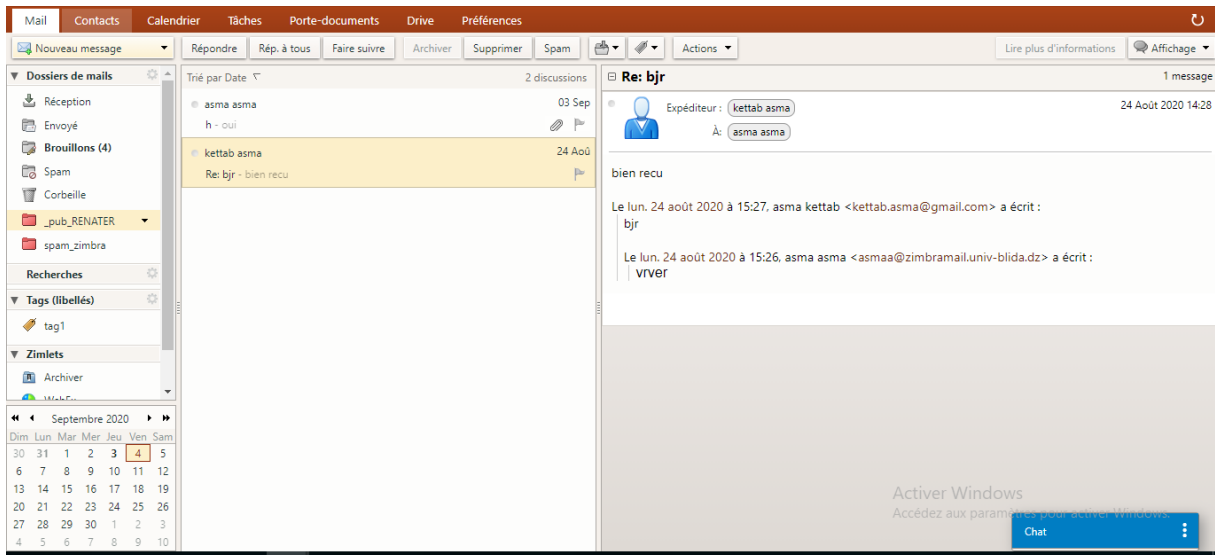 Mail Contacts Calendrier Tâches Porte-documents Drive Préférences
Nouveau message Répondre Rép. à tous Faire suivre Archiver Supprimer Spam Actions Lire plus d'informations Affichage
Dossiers de mails
Réception
Envoyé
Brouillons (4)
Spam
Corbeille
_pub_RENATER
spam_zimbra
Recherches
Tags (libellés)
tag1
Zimlets
Archiver
WebEx
Septembre 2020
Dim Lun Mar Mer Jeu Ven Sam
30 31 1 2 3 4 5
6 7 8 9 10 11 12
13 14 15 16 17 18 19
20 21 22 23 24 25 26
27 28 29 30 1 2 3
4 5 6 7 8 9 10
Trié par Date 2 discussions
asma asma 03 Sep
h - oui
kettab asma 24 Aoû
Re: bjr - bien recu
Re: bjr 1 message
Expéditeur : kettab asma 24 Août 2020 14:28
À: asma asma
bien recu
Le lun. 24 août 2020 à 15:27, asma kettab <kettab.asma@gmail.com> a écrit :
bjr
Le lun. 24 août 2020 à 15:26, asma asma <asmaa@zimbramail.univ-blida.dz> a écrit :
vrver
Activer Windows
Accédez aux paramètres pour activer Windows.
Chat